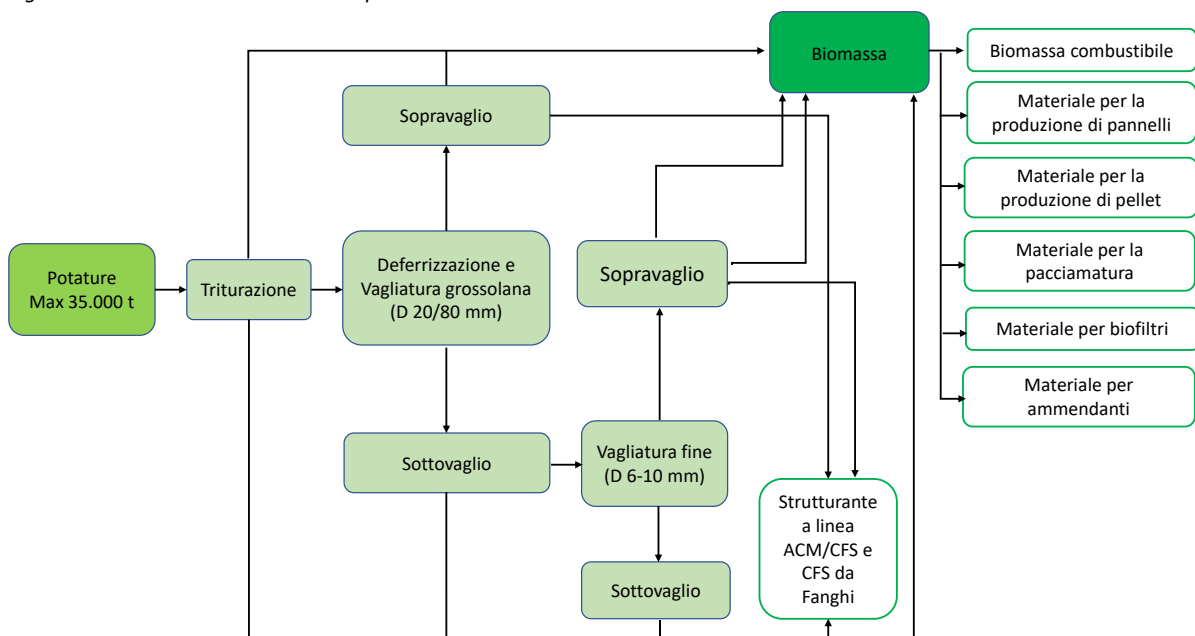 Biomassa
Biomassa combustibile
Sopravaglio
Materiale per la
produzione di pannelli
Materiale per la
produzione di pellet
Potature
Max 35.000 t
Triturazione
Deferrizzazione e
Vagliatura grossolana
(D 20/80 mm)
Sopravaglio
Materiale per la
pacciamatura
Materiale per biofiltri
Materiale per
ammendanti
Sottovaglio
Vagliatura fine
(D 6-10 mm)
Strutturante
a linea
ACM/CFS e
CFS da
Fanghi
Sottovaglio